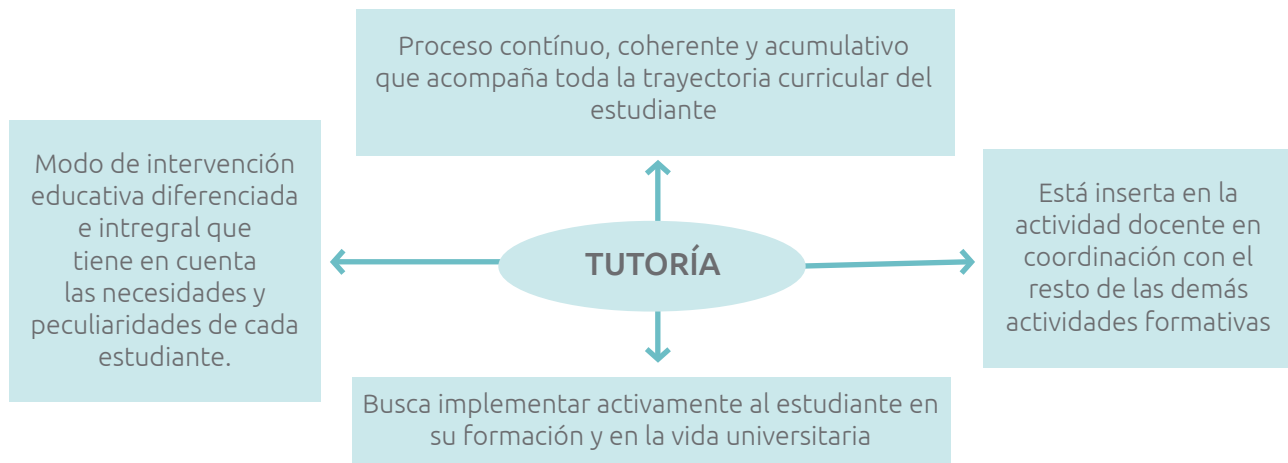 Proceso contínuo, coherente y acumulativo
que acompaña toda la trayectoria curricular del
estudiante
Modo de intervención
educativa diferenciada
e intregral que
tiene en cuenta
las necesidades y
peculiaridades de cada
estudiante.
TUTORÍA
Está inserta en la
actividad docente en
coordinación con el
resto de las demás
actividades formativas
Busca implementar activamente al estudiante en
su formación y en la vida universitaria